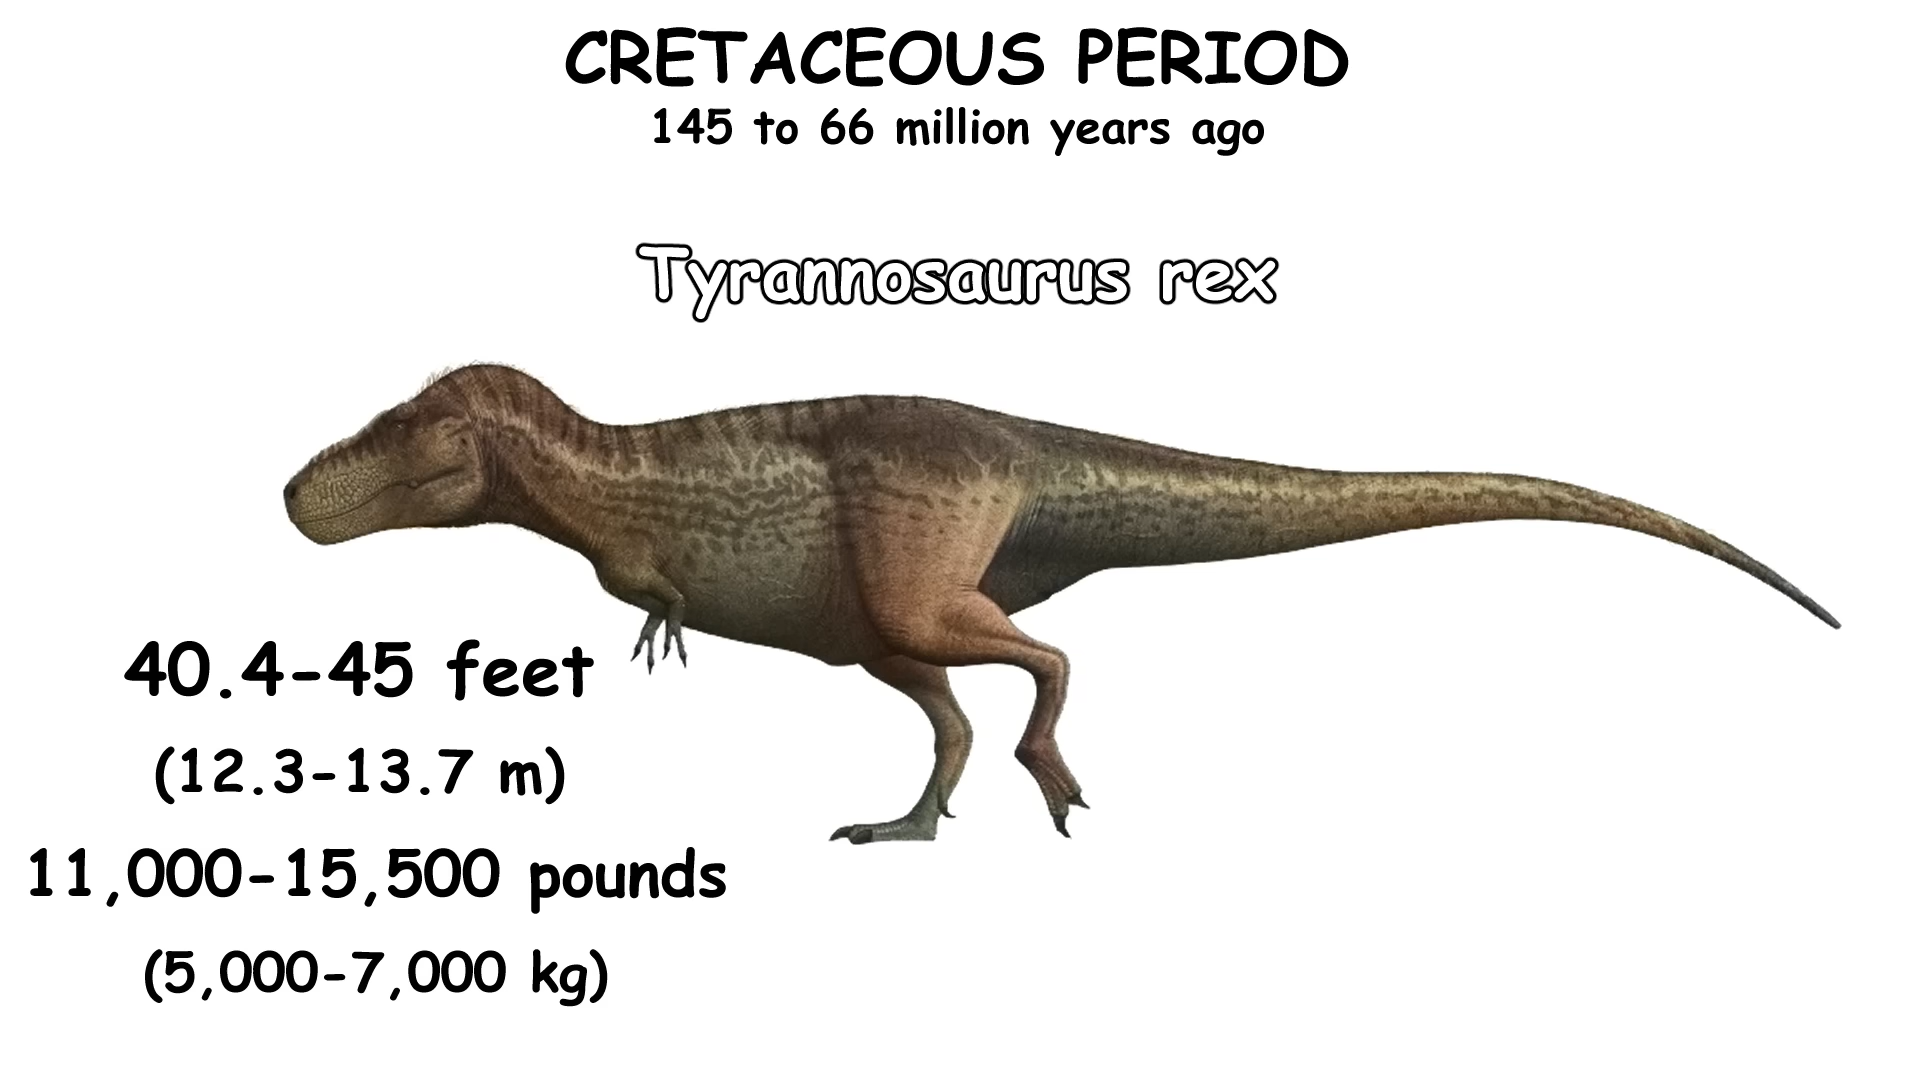 CRETACEOUS PERIOD
145 to 66 million years ago
Tyrannosaurus rex
40.4-45 feet
(12.3-13.7 m)
11,000-15,500 pounds
(5,000-7,000 kg)